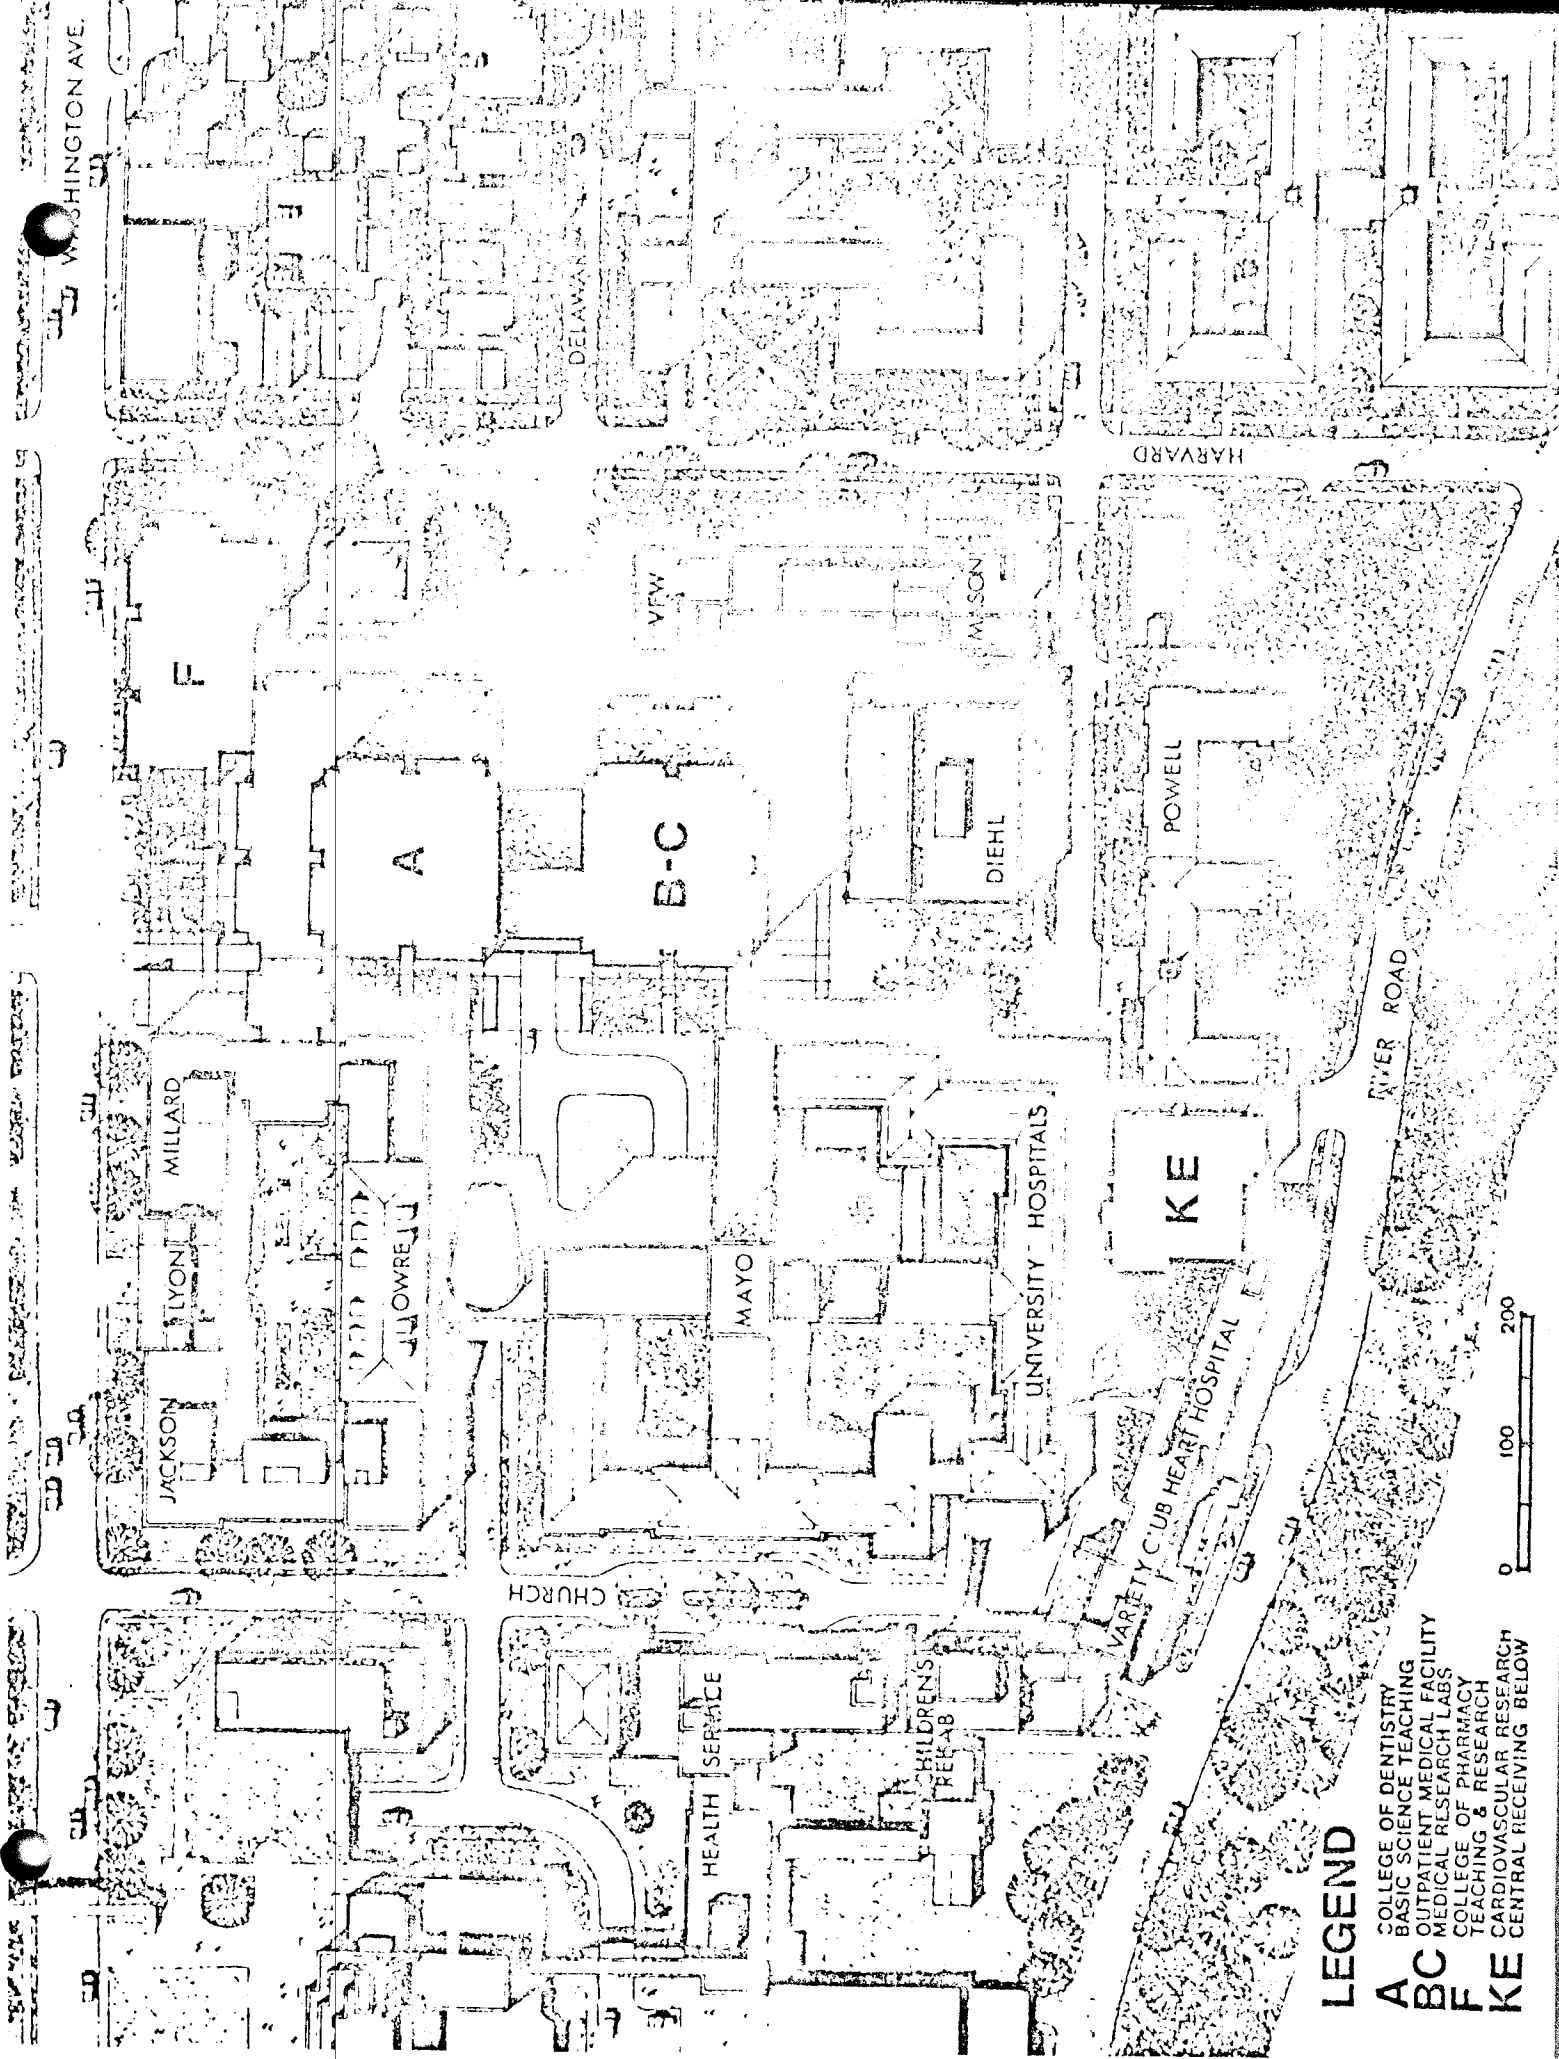 WASHINGTON AVE.
F
DELAWARE
HARVARD
VFW
MASON
A
B-C
DIEHL
POWELL
MILLARD
LYON
JACKSON
MAYO
UNIVERSITY HOSPITALS
KE
RIVER ROAD
VARIETY CLUB HEART HOSPITAL
CHURCH
HEALTH SERVICE
CHILDRENS
REHAB
0 100 200
LEGEND
A COLLEGE OF DENTISTRY
BASIC SCIENCE TEACHING
BC OUTPATIENT MEDICAL FACILITY
MEDICAL RESEARCH LABS
F COLLEGE OF PHARMACY
TEACHING & RESEARCH
KE CARDIOVASCULAR RESEARCH
CENTRAL RECEIVING BELOW